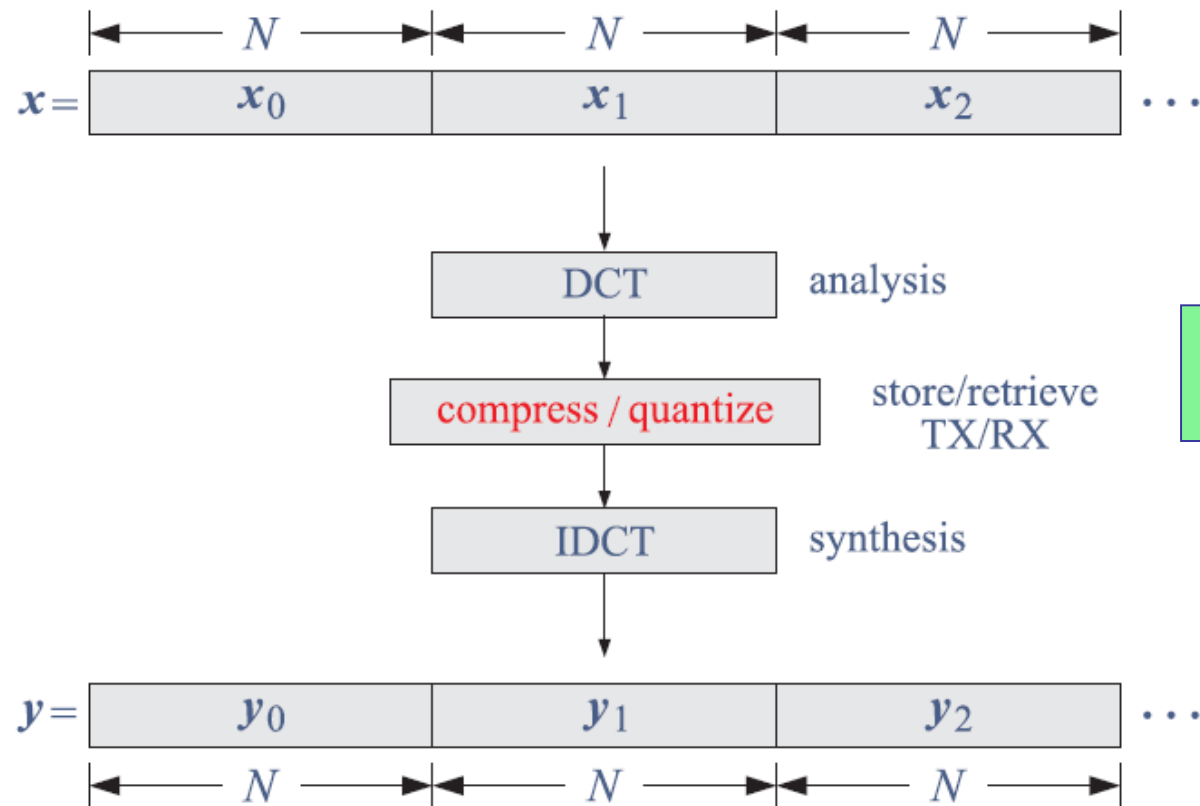 N N N
x = x₀ x₁ x₂ ...
DCT analysis
compress / quantize store/retrieve
TX/RX
IDCT synthesis
y = y₀ y₁ y₂ ...
N N N